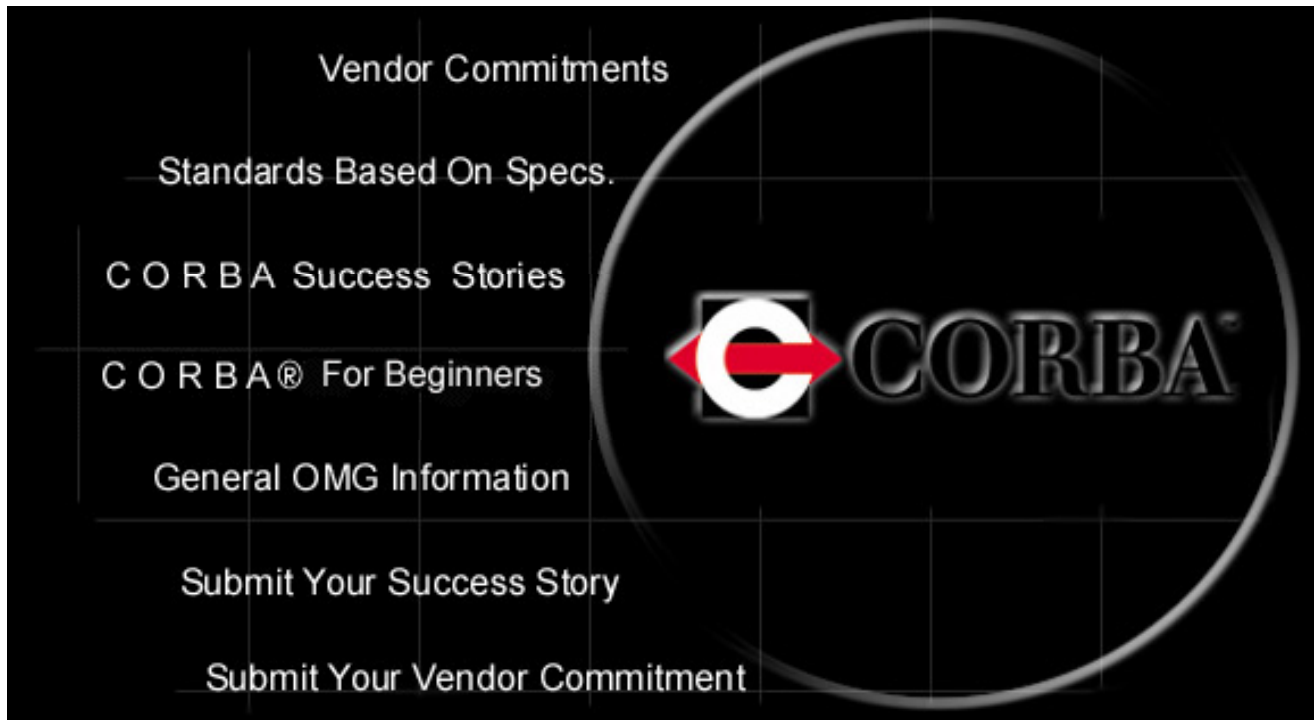 Vendor Commitments
Standards Based On Specs.
C O R B A Success Stories
C O R B A® For Beginners
General OMG Information
Submit Your Success Story
Submit Your Vendor Commitment
C CORBA™